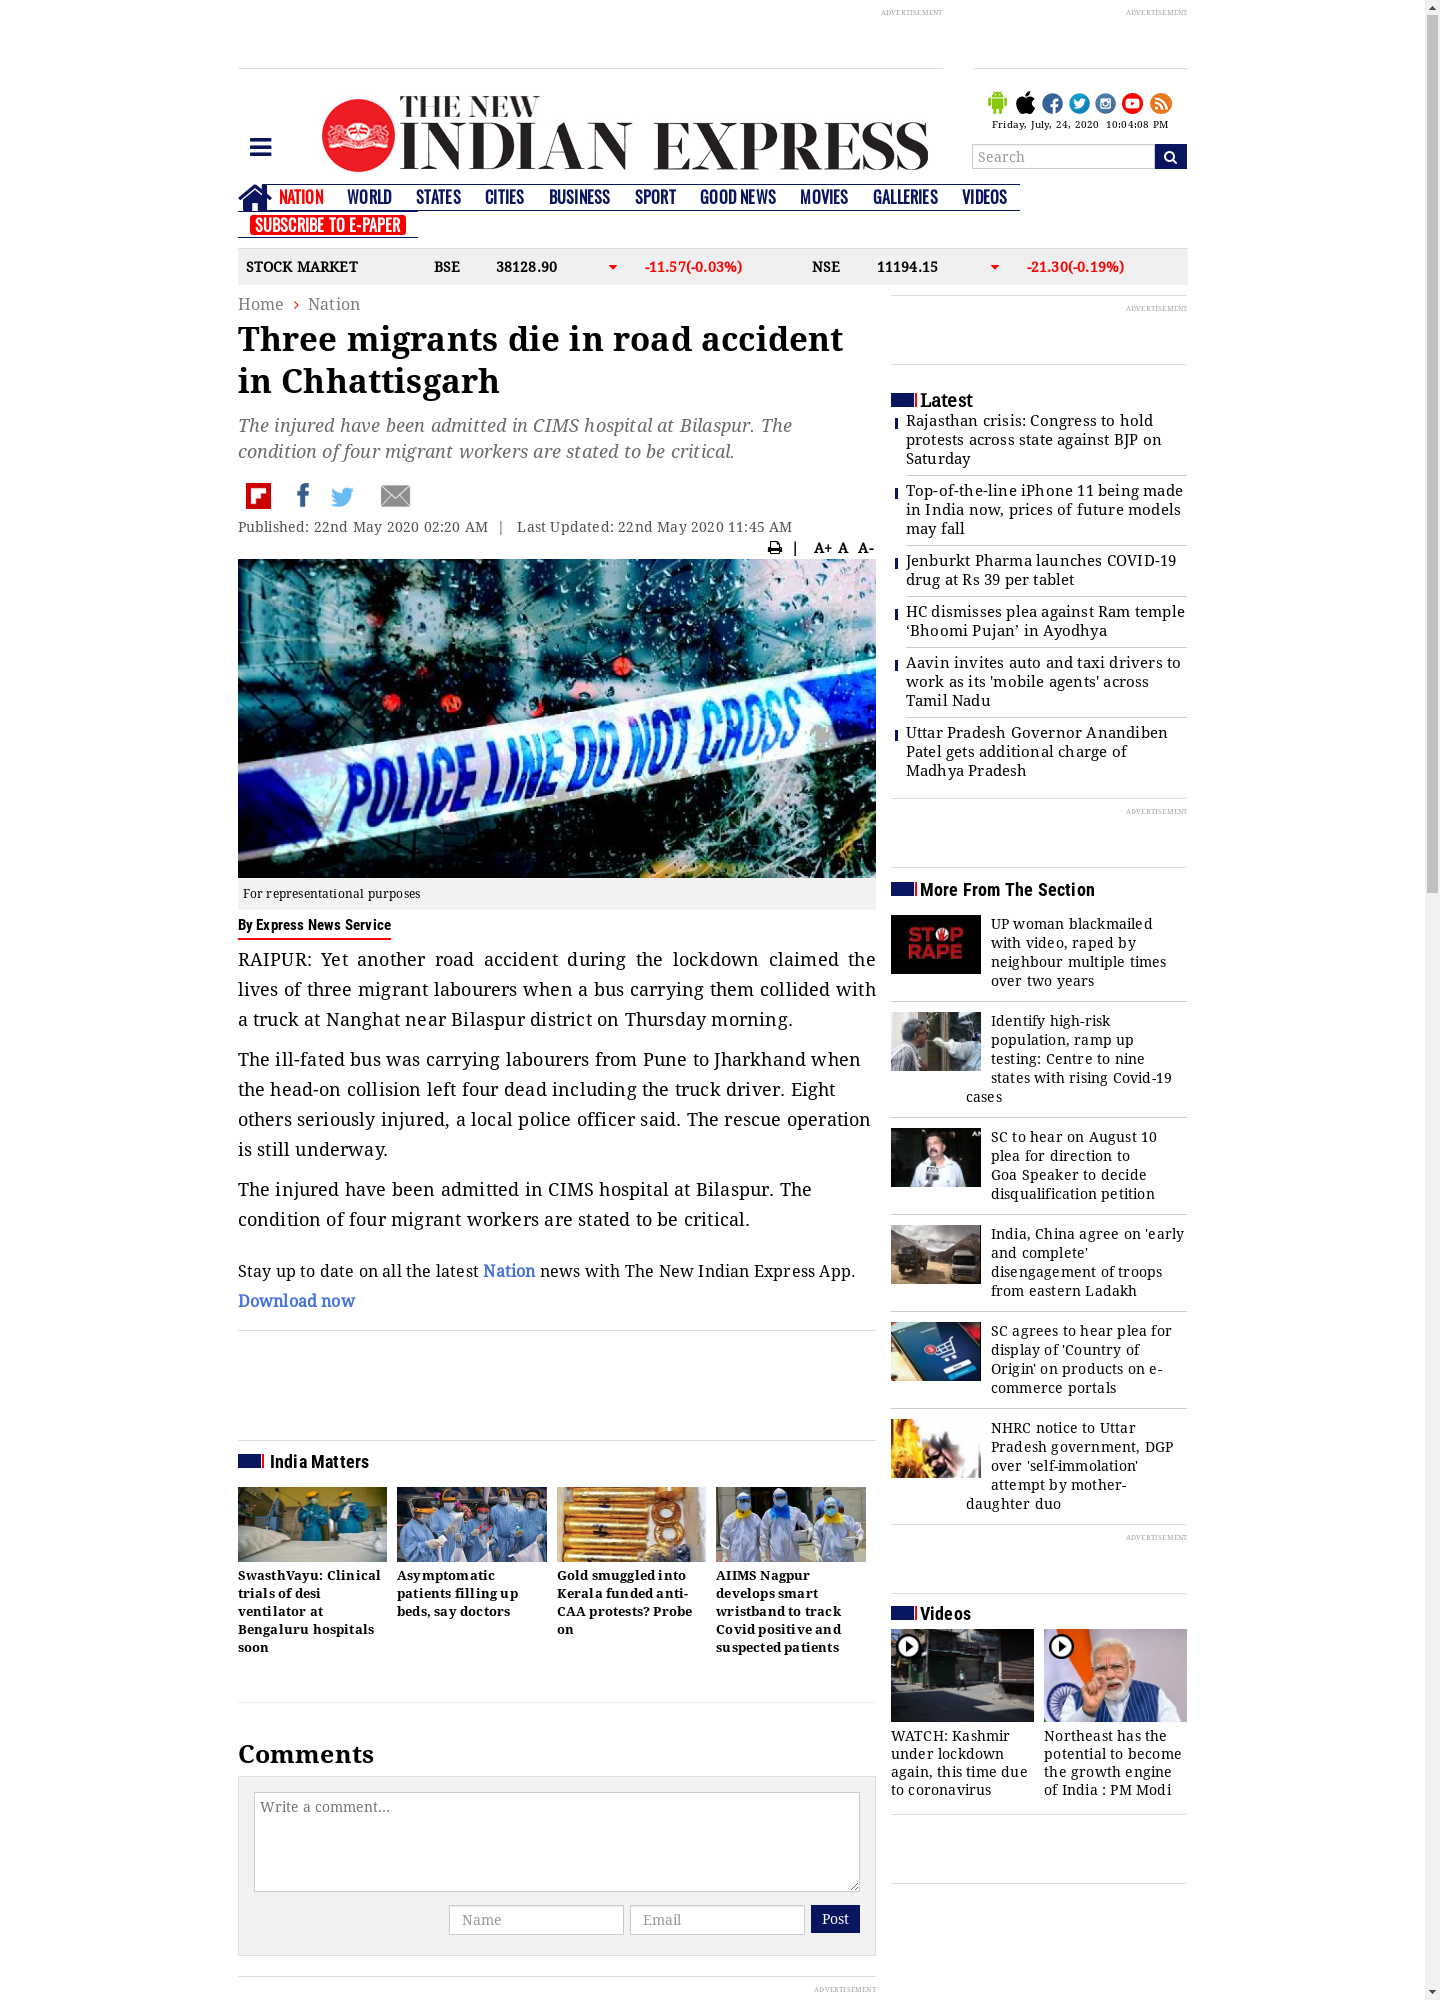 ADVERTISEMENT
ADVERTISEMENT
THE NEW
INDIAN EXPRESS
Friday, July, 24, 2020 10:04:08 PM
Search
NATION WORLD STATES CITIES BUSINESS SPORT GOOD NEWS MOVIES GALLERIES VIDEOS
SUBSCRIBE TO E-PAPER
STOCK MARKET BSE 38128.90 -11.57(-0.03%) NSE 11194.15 -21.30(-0.19%)
Home > Nation
Three migrants die in road accident
in Chhattisgarh
The injured have been admitted in CIMS hospital at Bilaspur. The
condition of four migrant workers are stated to be critical.
Published: 22nd May 2020 02:20 AM | Last Updated: 22nd May 2020 11:45 AM
| A+ A A-
POLICE LINE DO NOT CROSS
For representational purposes
By Express News Service
RAIPUR: Yet another road accident during the lockdown claimed the
lives of three migrant labourers when a bus carrying them collided with
a truck at Nanghat near Bilaspur district on Thursday morning.
The ill-fated bus was carrying labourers from Pune to Jharkhand when
the head-on collision left four dead including the truck driver. Eight
others seriously injured, a local police officer said. The rescue operation
is still underway.
The injured have been admitted in CIMS hospital at Bilaspur. The
condition of four migrant workers are stated to be critical.
Stay up to date on all the latest Nation news with The New Indian Express App.
Download now
India Matters
SwasthVayu: Clinical
trials of desi
ventilator at
Bengaluru hospitals
soon
Asymptomatic
patients filling up
beds, say doctors
Gold smuggled into
Kerala funded anti-
CAA protests? Probe
on
AIIMS Nagpur
develops smart
wristband to track
Covid positive and
suspected patients
Comments
Write a comment...
Name
Email
Post
ADVERTISEMENT
ADVERTISEMENT
Latest
Rajasthan crisis: Congress to hold
protests across state against BJP on
Saturday
Top-of-the-line iPhone 11 being made
in India now, prices of future models
may fall
Jenburkt Pharma launches COVID-19
drug at Rs 39 per tablet
HC dismisses plea against Ram temple
‘Bhoomi Pujan’ in Ayodhya
Aavin invites auto and taxi drivers to
work as its 'mobile agents' across
Tamil Nadu
Uttar Pradesh Governor Anandiben
Patel gets additional charge of
Madhya Pradesh
ADVERTISEMENT
More From The Section
STOP
RAPE
UP woman blackmailed
with video, raped by
neighbour multiple times
over two years
Identify high-risk
population, ramp up
testing: Centre to nine
states with rising Covid-19
cases
SC to hear on August 10
plea for direction to
Goa Speaker to decide
disqualification petition
India, China agree on 'early
and complete'
disengagement of troops
from eastern Ladakh
SC agrees to hear plea for
display of 'Country of
Origin' on products on e-
commerce portals
NHRC notice to Uttar
Pradesh government, DGP
over 'self-immolation'
attempt by mother-
daughter duo
ADVERTISEMENT
Videos
WATCH: Kashmir
under lockdown
again, this time due
to coronavirus
Northeast has the
potential to become
the growth engine
of India : PM Modi